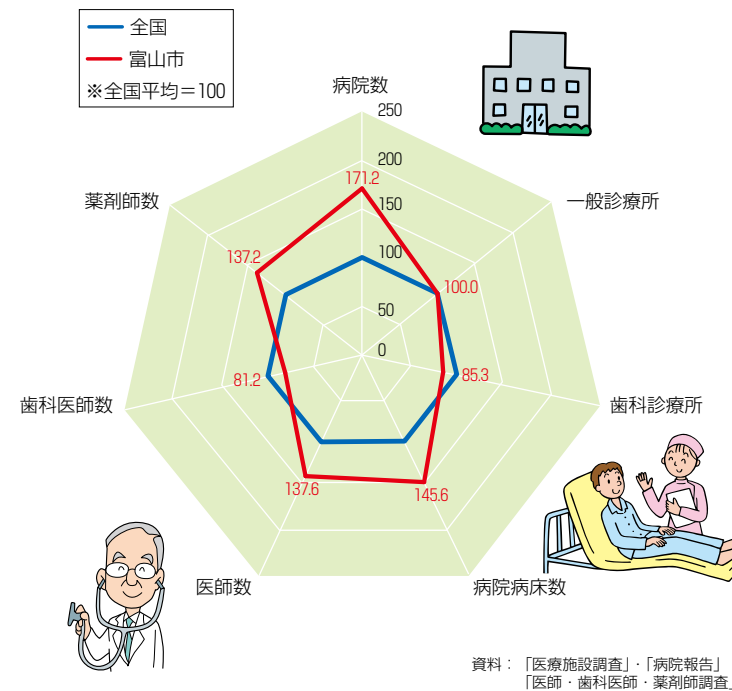 全国
富山市
※全国平均＝100
病院数
250
200
171.2
150
100
50
0
一般診療所
100.0
歯科診療所
85.3
病院病床数
145.6
医師数
137.6
歯科医師数
81.2
薬剤師数
137.2
資料：「医療施設調査」・「病院報告」
「医師・歯科医師・薬剤師調査」